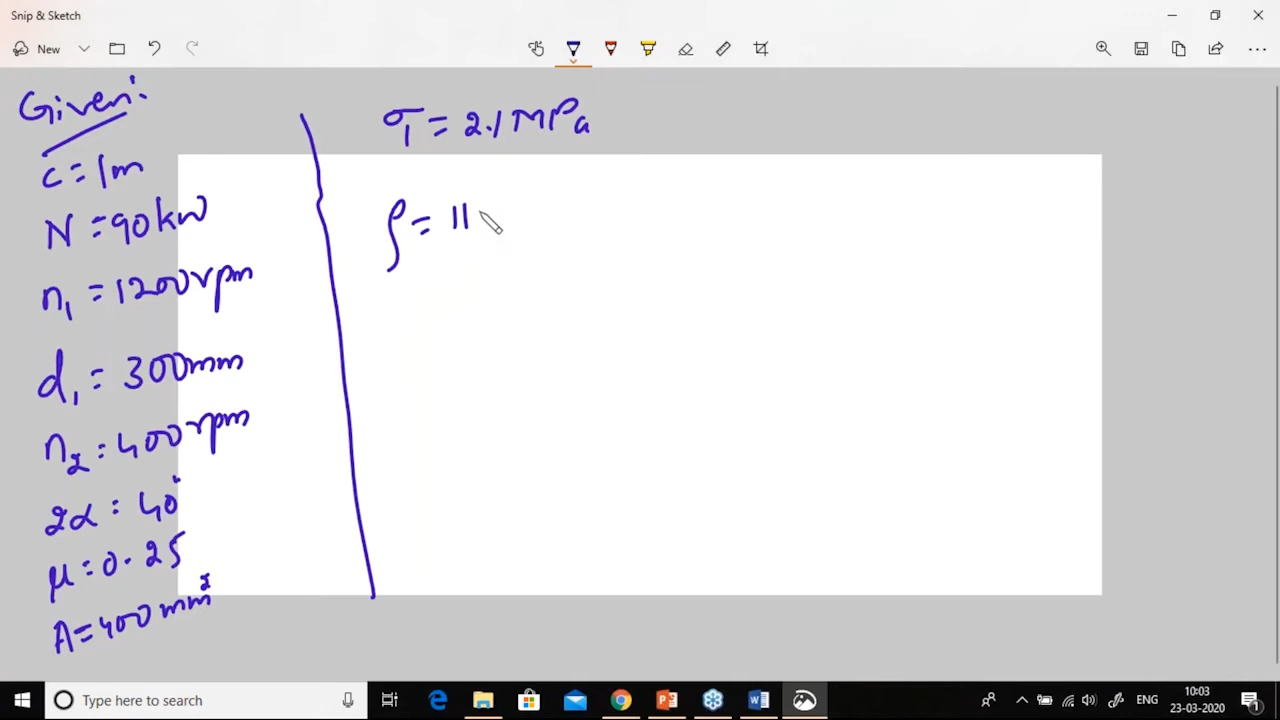 Snip & Sketch
New
Given:
C = 1m
N = 90kw
n1 = 1200rpm
d1 = 300mm
n2 = 400rpm
2α = 40°
μ = 0.25
A = 400mm²
σ1 = 2.1 MPa
ρ = 11
Type here to search
ENG
10:03
23-03-2020
1